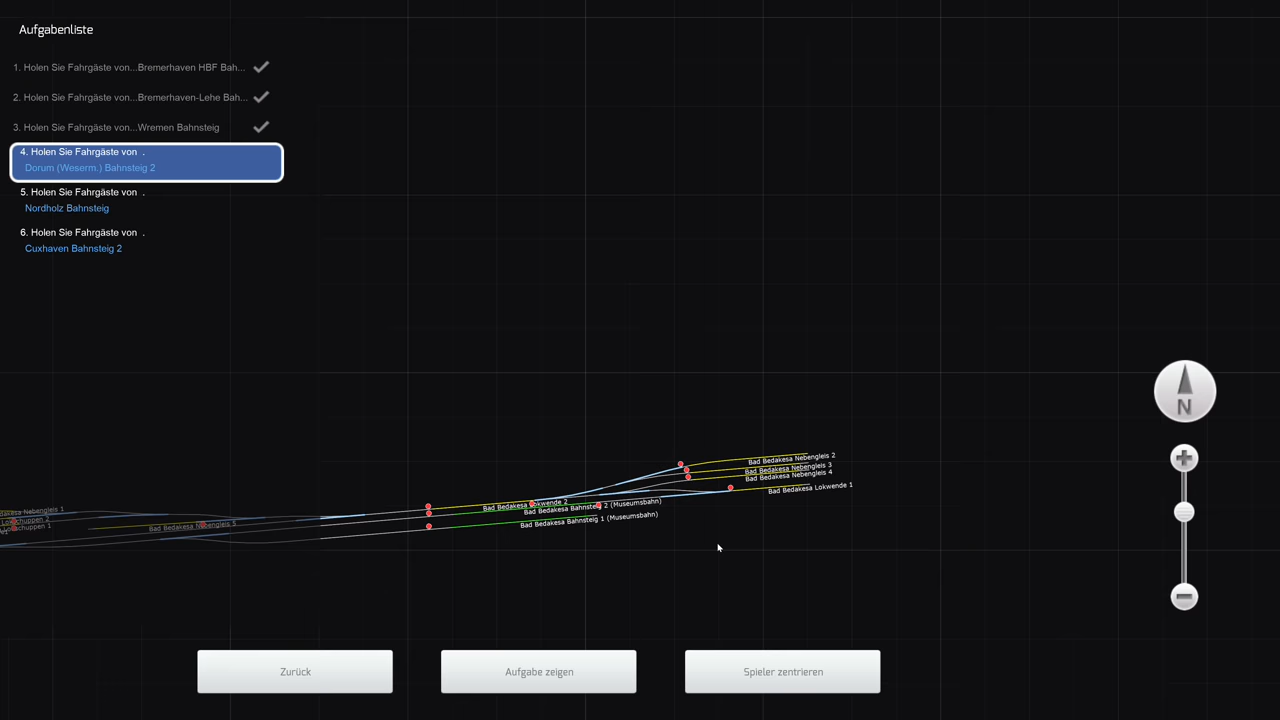 Aufgabenliste
1. Holen Sie Fahrgäste von...Bremerhaven HBF Bah...
2. Holen Sie Fahrgäste von...Bremerhaven-Lehe Bah...
3. Holen Sie Fahrgäste von...Wremen Bahnsteig
4. Holen Sie Fahrgäste von .
Dorum (Weserm.) Bahnsteig 2
5. Holen Sie Fahrgäste von .
Nordholz Bahnsteig
6. Holen Sie Fahrgäste von .
Cuxhaven Bahnsteig 2
N
Bad Bedakesa Nebengleis 2
Bad Bedakesa Nebengleis 3
Bad Bedakesa Nebengleis 4
Bad Bedakesa Lokwende 1
Bad Bedakesa Lokwende 2
Bad Bedakesa Bahnsteig 2 (Museumsbahn)
Bad Bedakesa Bahnsteig 1 (Museumsbahn)
Nebengleis 1
2
1
Bad Bedakesa Nebengleis 5
Zurück
Aufgabe zeigen
Spieler zentrieren